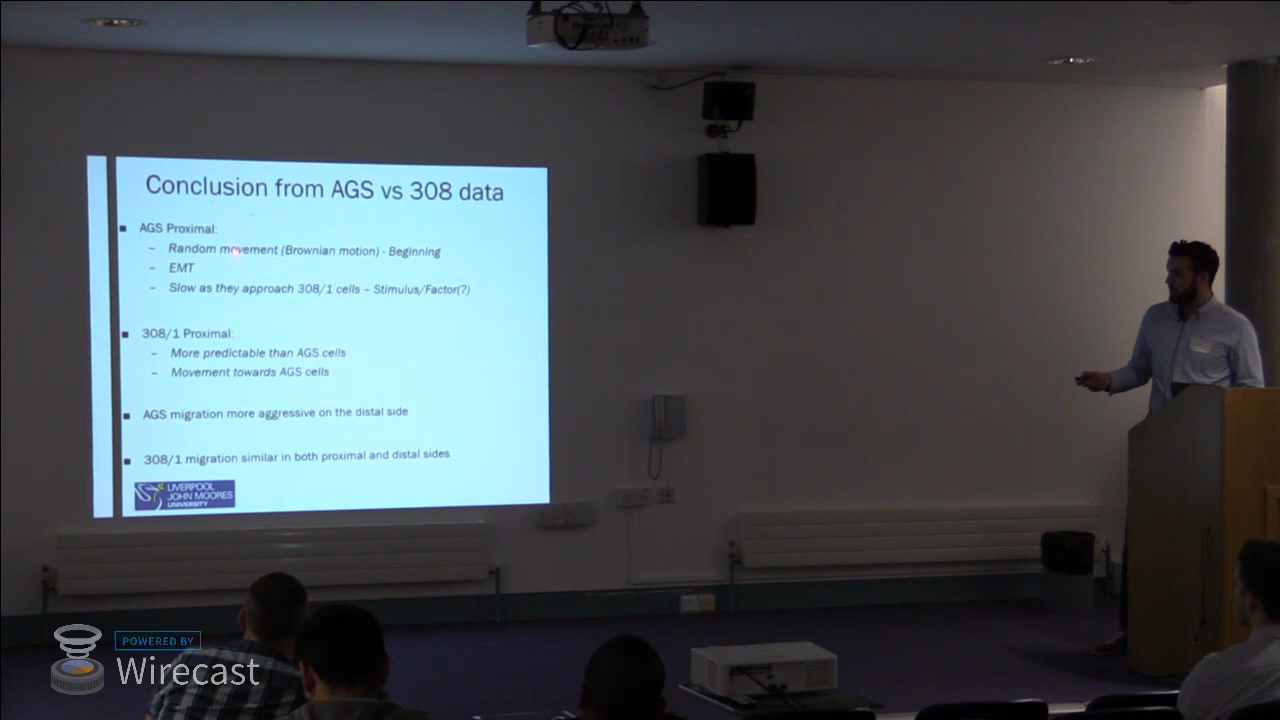 Conclusion from AGS vs 308 data
▪ AGS Proximal:
– Random movement (Brownian motion) - Beginning
– EMT
– Slow as they approach 308/1 cells – Stimulus/Factor(?)
▪ 308/1 Proximal:
– More predictable than AGS cells
– Movement towards AGS cells
▪ AGS migration more aggressive on the distal side
▪ 308/1 migration similar in both proximal and distal sides
LIVERPOOL
JOHN MOORES
UNIVERSITY
POWERED BY
Wirecast